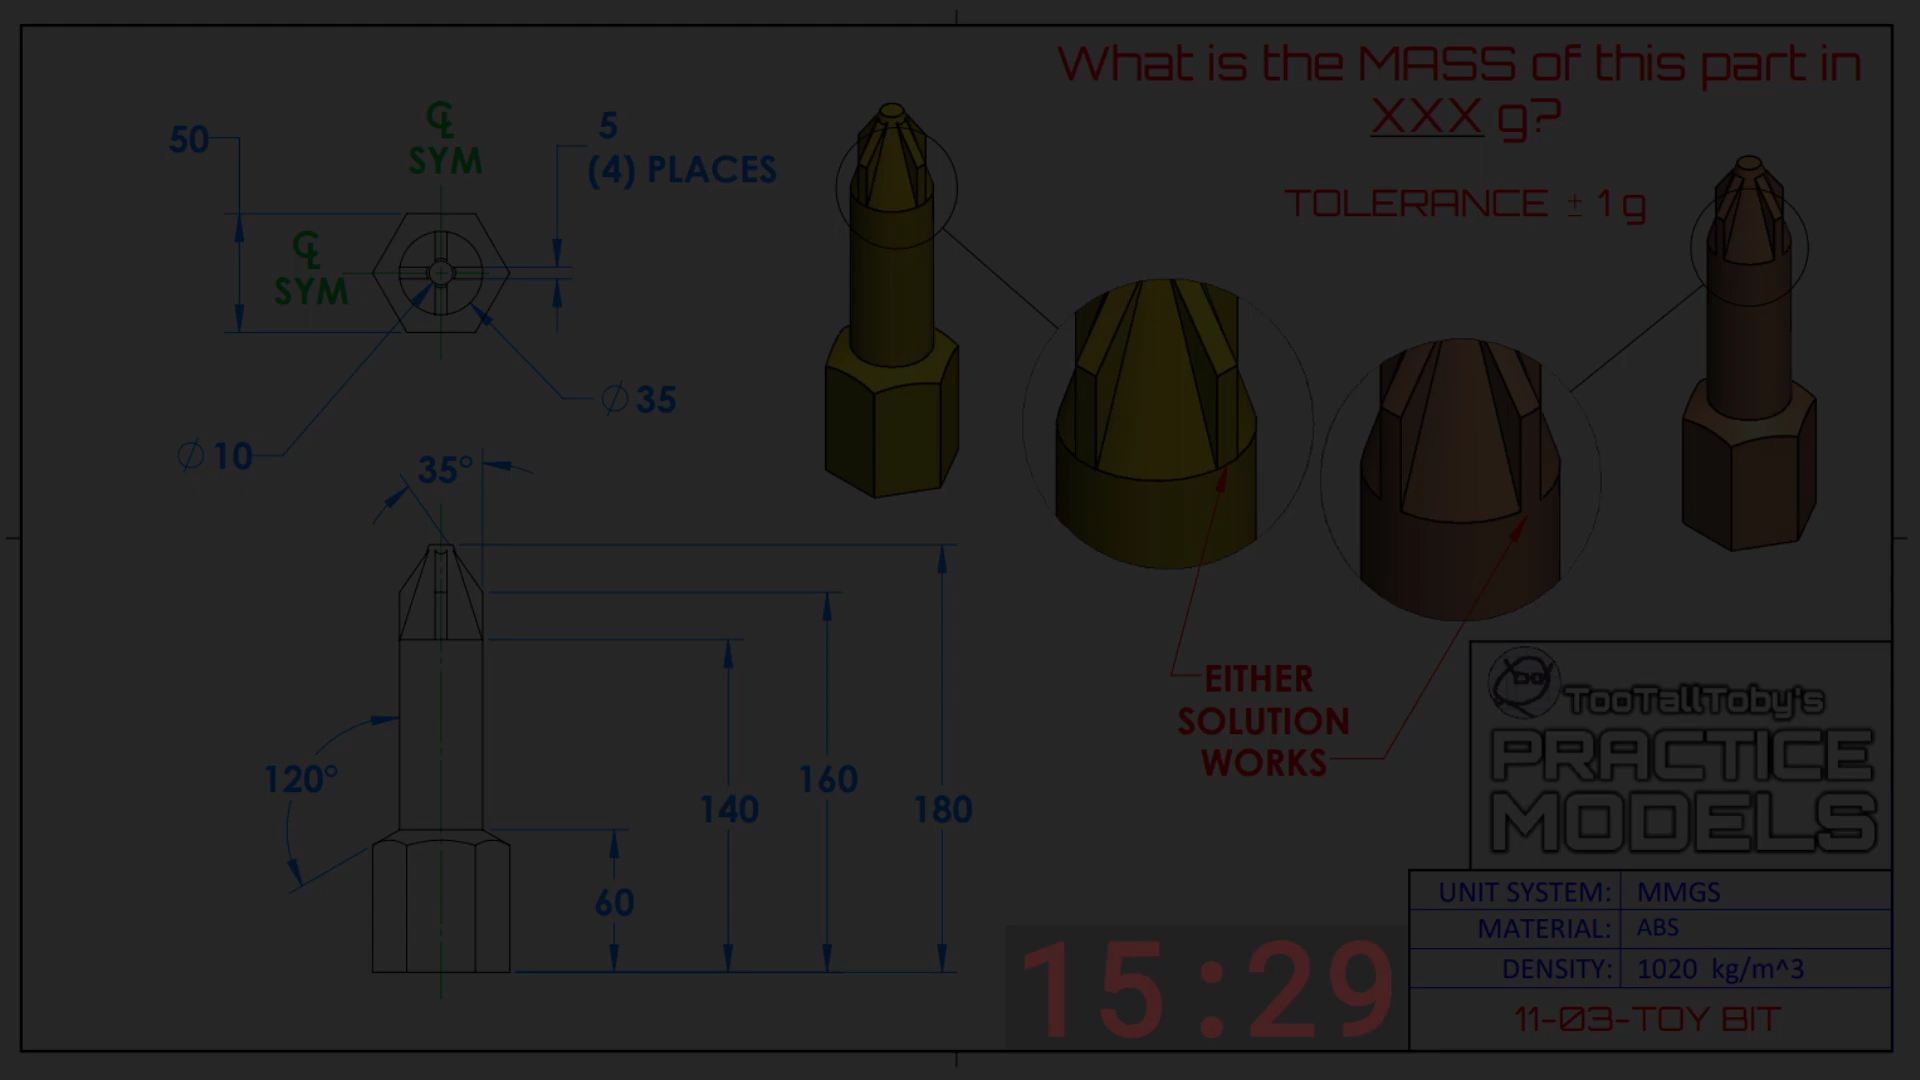 What is the MASS of this part in
XXX g?
TOLERANCE ± 1 g
50
℄
SYM
℄
SYM
5
(4) PLACES
∅ 35
∅ 10
35°
120°
60
140
160
180
EITHER
SOLUTION
WORKS
TooTallToby's
PRACTICE
MODELS
UNIT SYSTEM: MMGS
MATERIAL: ABS
DENSITY: 1020 kg/m^3
11-03-TOY BIT
15:29